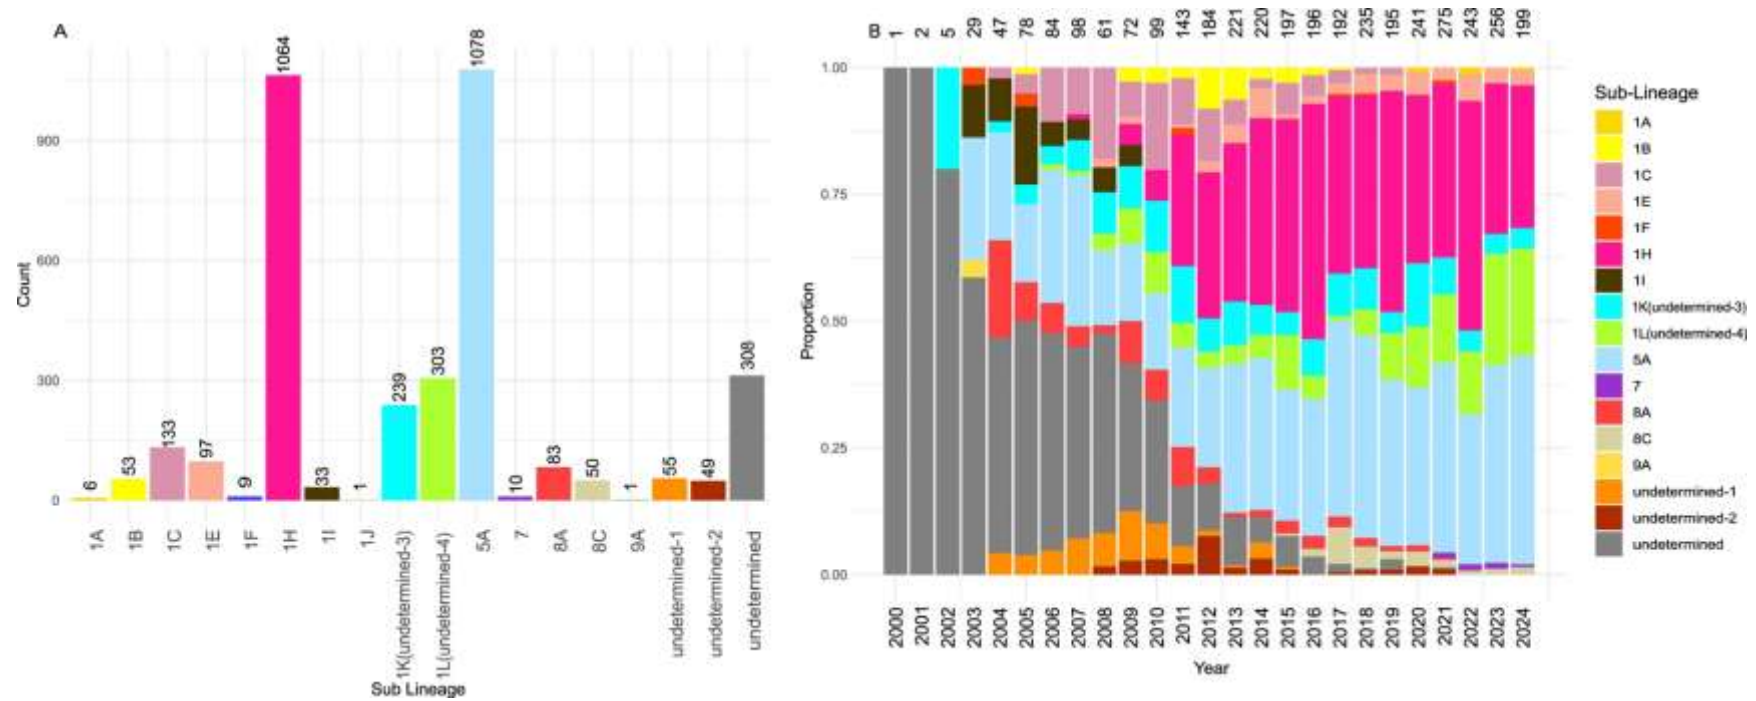 A
6
53
133
97
9
1064
33
1
239
303
1078
10
83
50
1
55
49
308
900
600
300
0
Count
1A
1B
1C
1E
1F
1H
1I
1J
1K(undetermined-3)
1L(undetermined-4)
5A
7
8A
8C
9A
undetermined-1
undetermined-2
undetermined
Sub Lineage
B
1
2
5
29
47
78
84
98
61
72
99
143
184
221
220
197
196
192
235
195
241
275
243
256
199
1.00
0.75
0.50
0.25
0.00
Proportion
2000
2001
2002
2003
2004
2005
2006
2007
2008
2009
2010
2011
2012
2013
2014
2015
2016
2017
2018
2019
2020
2021
2022
2023
2024
Year
Sub-Lineage
1A
1B
1C
1E
1F
1H
1I
1K(undetermined-3)
1L(undetermined-4)
5A
7
8A
8C
9A
undetermined-1
undetermined-2
undetermined